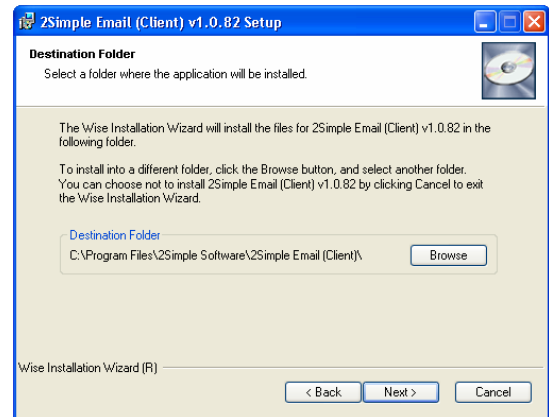 2Simple Email (Client) v1.0.82 Setup
Destination Folder
Select a folder where the application will be installed.
The Wise Installation Wizard will install the files for 2Simple Email (Client) v1.0.82 in the
following folder.
To install into a different folder, click the Browse button, and select another folder.
You can choose not to install 2Simple Email (Client) v1.0.82 by clicking Cancel to exit
the Wise Installation Wizard.
Destination Folder
C:\Program Files\2Simple Software\2Simple Email (Client)\
Browse
Wise Installation Wizard (R)
< Back
Next >
Cancel